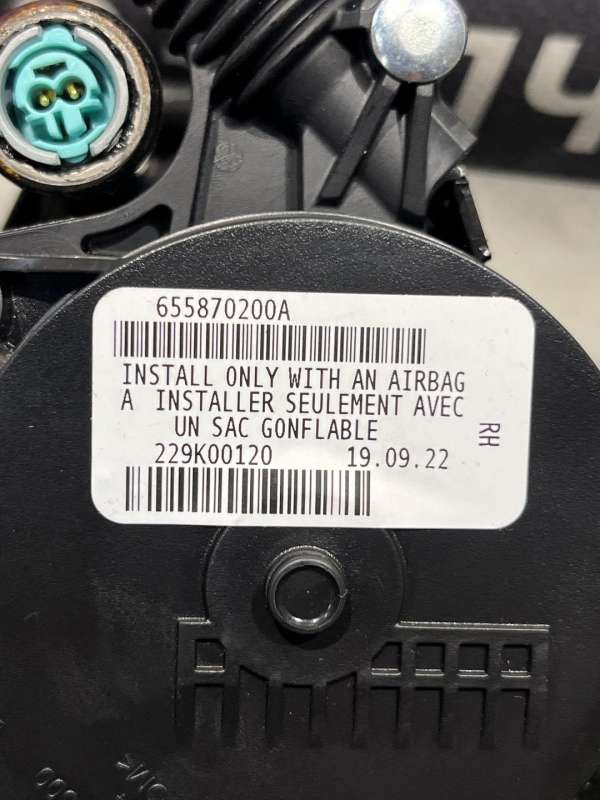 655870200A
INSTALL ONLY WITH AN AIRBAG
A INSTALLER SEULEMENT AVEC
UN SAC GONFLABLE
RH
229K00120 19.09.22